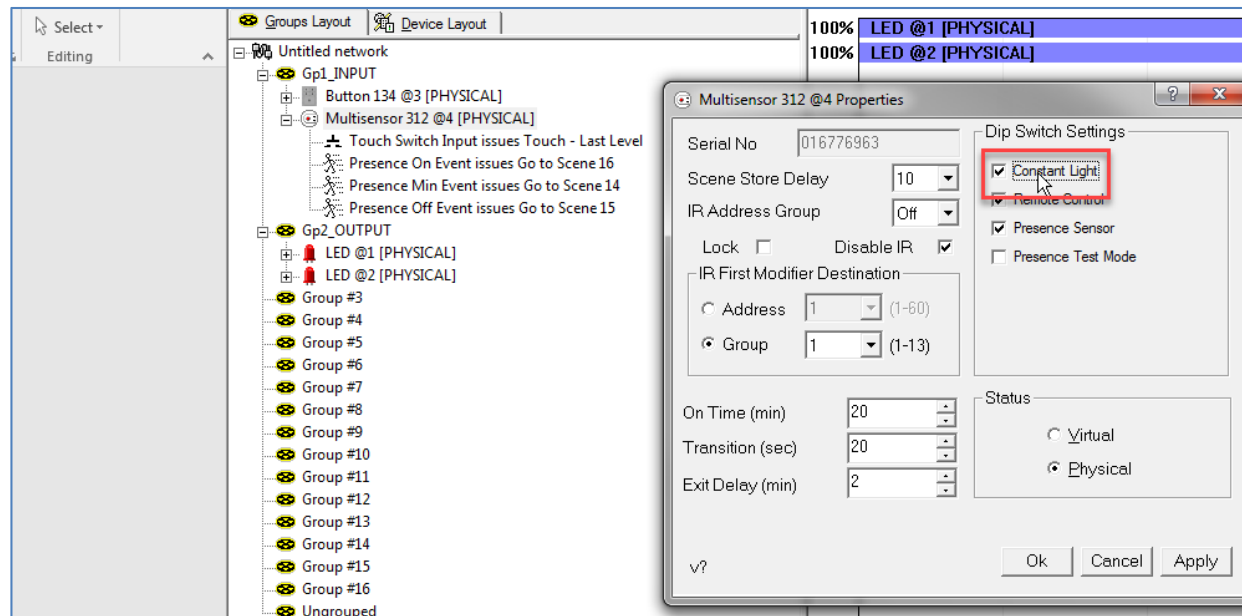 Select
Editing
Groups Layout
Device Layout
Untitled network
Gp1_INPUT
Button 134 @3 [PHYSICAL]
Multisensor 312 @4 [PHYSICAL]
Touch Switch Input issues Touch - Last Level
Presence On Event issues Go to Scene 16
Presence Min Event issues Go to Scene 14
Presence Off Event issues Go to Scene 15
Gp2_OUTPUT
LED @1 [PHYSICAL]
LED @2 [PHYSICAL]
Group #3
Group #4
Group #5
Group #6
Group #7
Group #8
Group #9
Group #10
Group #11
Group #12
Group #13
Group #14
Group #15
Group #16
Ungrouped
100% LED @1 [PHYSICAL]
100% LED @2 [PHYSICAL]
Multisensor 312 @4 Properties
Serial No 016776963
Scene Store Delay 10
IR Address Group Off
Lock Disable IR
IR First Modifier Destination
Address 1 (1-60)
Group 1 (1-13)
On Time (min) 20
Transition (sec) 20
Exit Delay (min) 2
Dip Switch Settings
Constant Light
Remote Control
Presence Sensor
Presence Test Mode
Status
Virtual
Physical
v?
Ok Cancel Apply